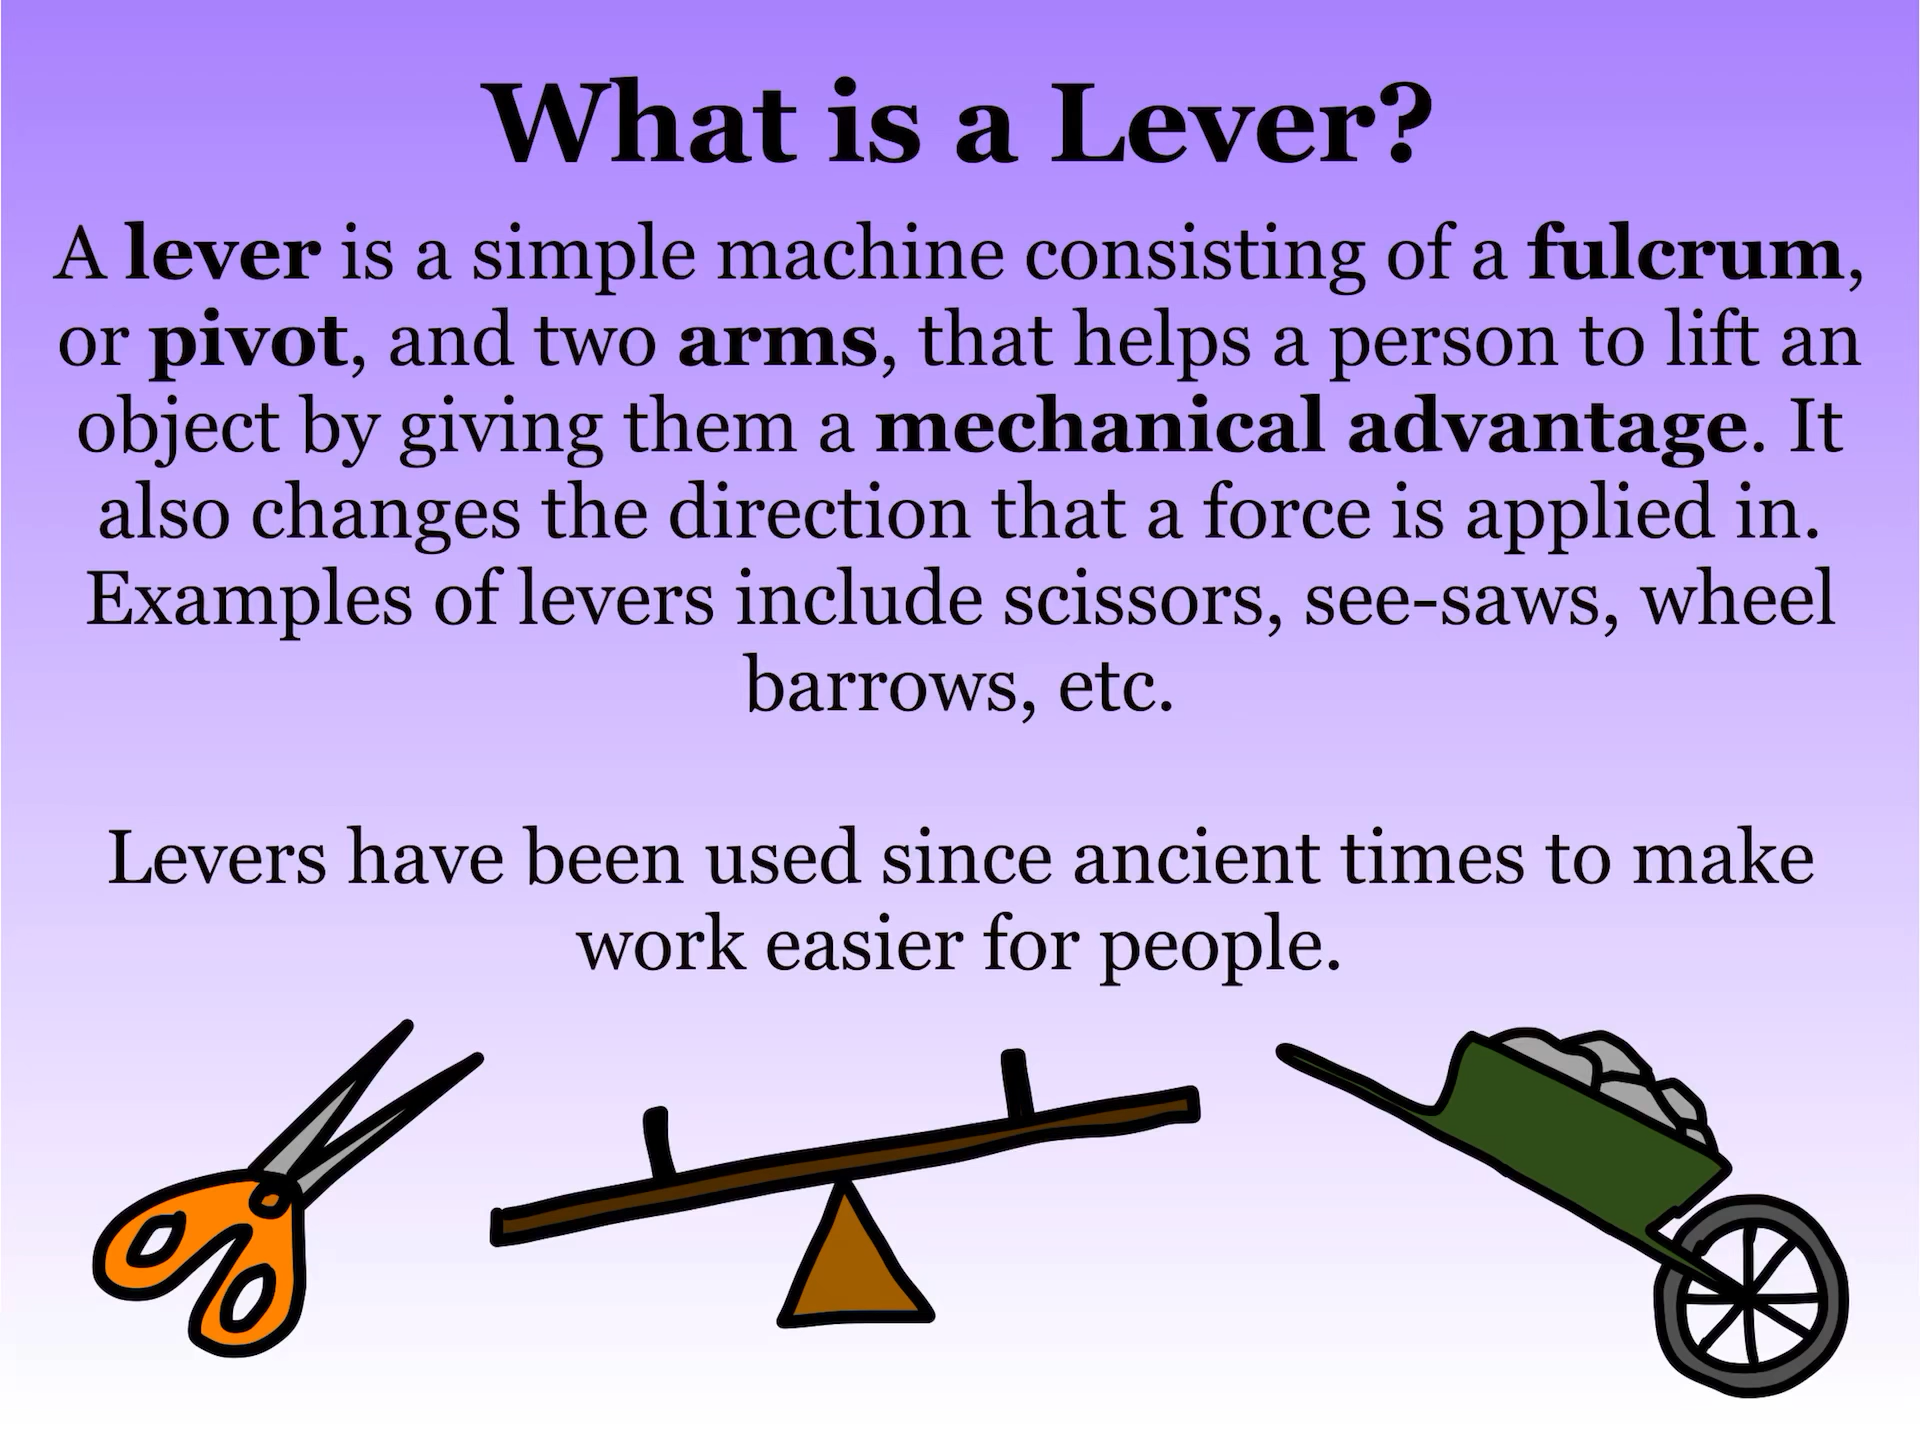 What is a Lever?
A lever is a simple machine consisting of a fulcrum,
or pivot, and two arms, that helps a person to lift an
object by giving them a mechanical advantage. It
also changes the direction that a force is applied in.
Examples of levers include scissors, see-saws, wheel
barrows, etc.
Levers have been used since ancient times to make
work easier for people.